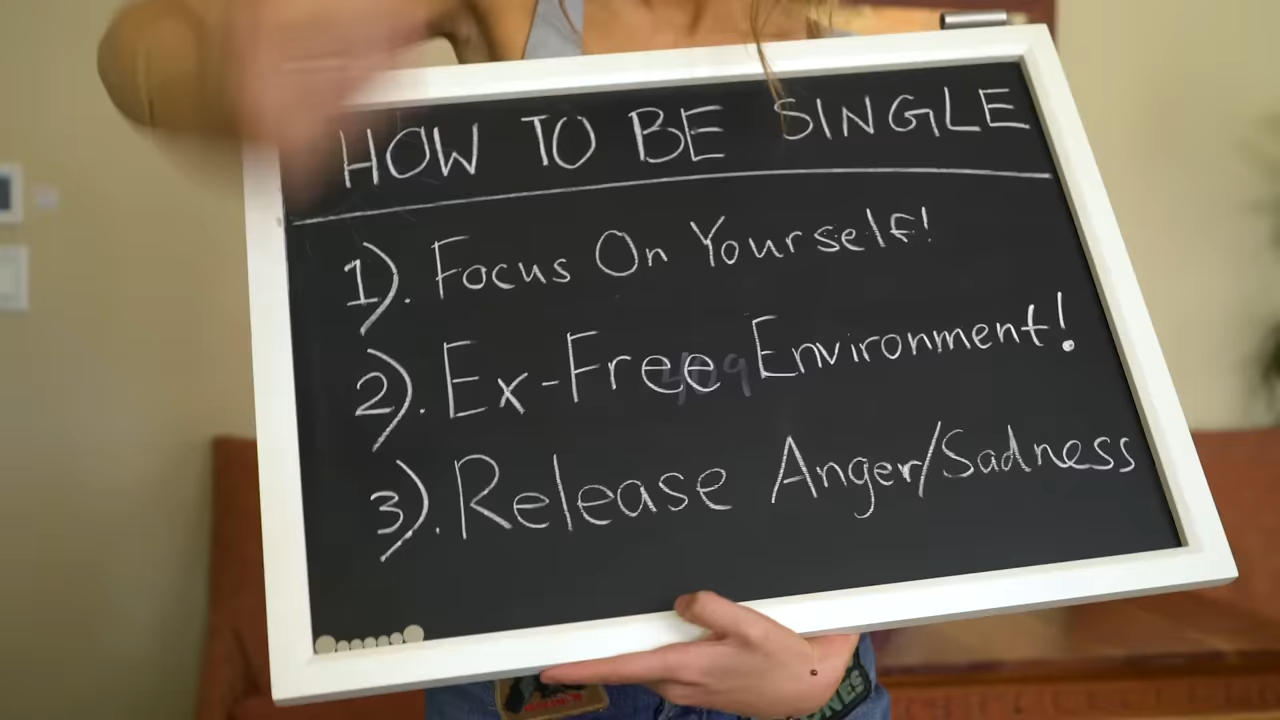 HOW TO BE SINGLE
1). Focus On Yourself!
2). Ex-Free Environment!
3). Release Anger/Sadness